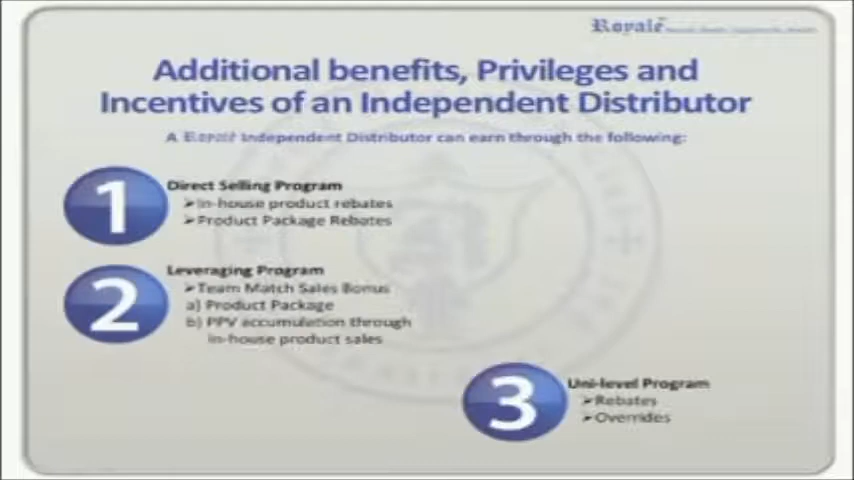 Royale
Additional benefits, Privileges and
Incentives of an Independent Distributor
A Royale Independent Distributor can earn through the following:
1
Direct Selling Program
➢In-house product rebates
➢Product Package Rebates
2
Leveraging Program
➢Team Match Sales Bonus
a) Product Package
b) PPV accumulation through
in-house product sales
3
Uni-level Program
➢Rebates
➢Overrides